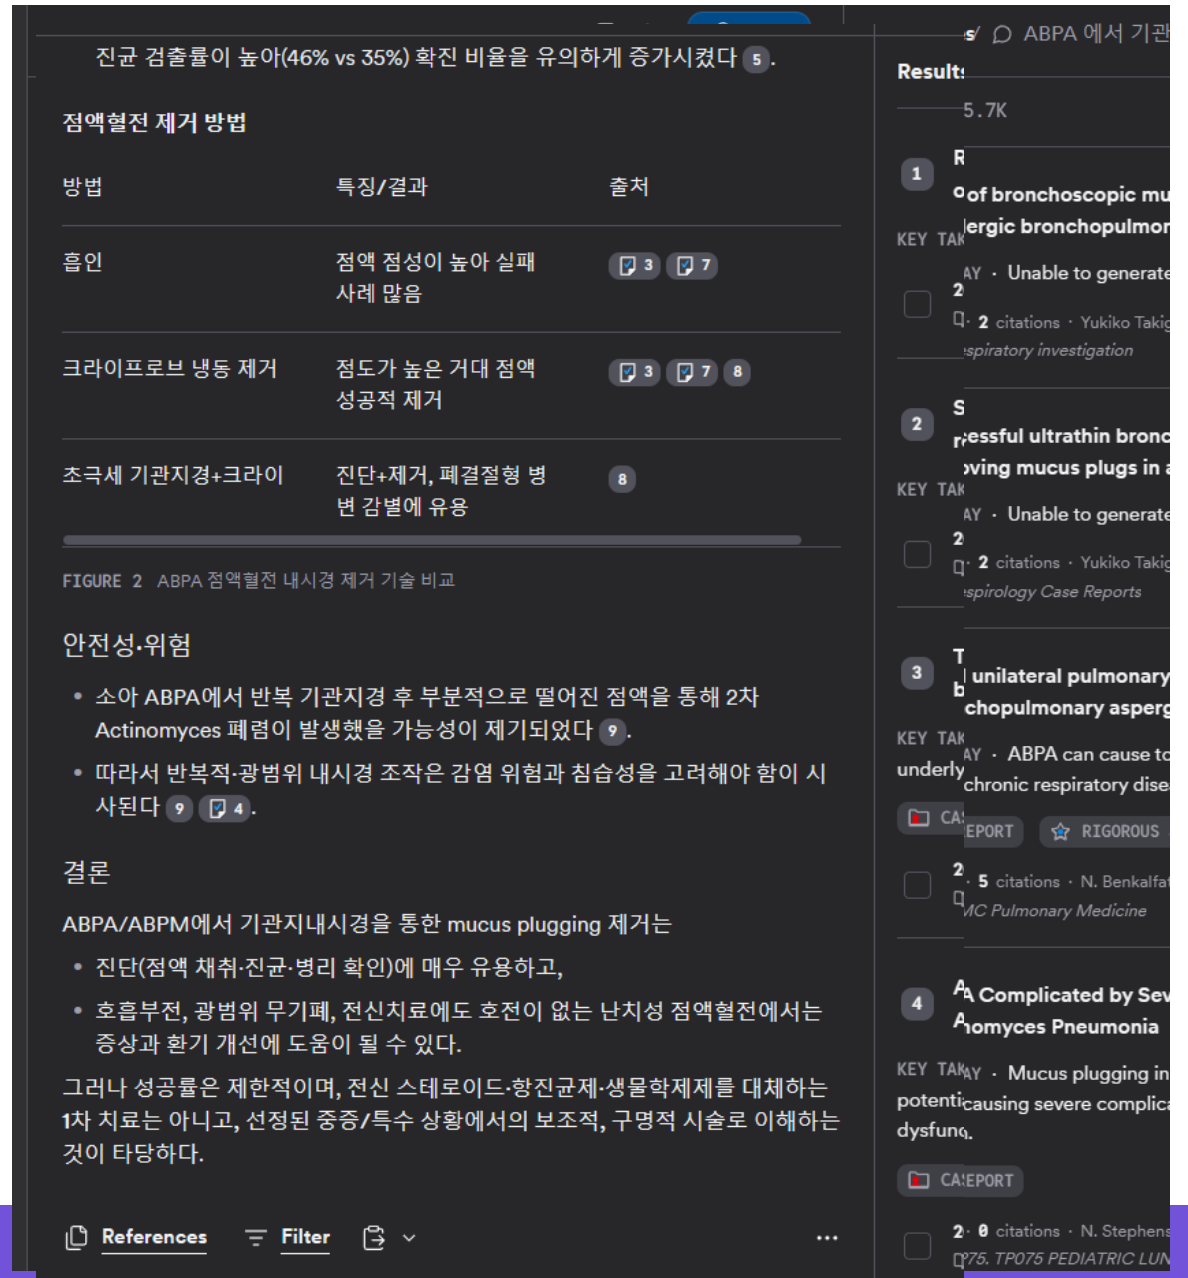 진균 검출률이 높아(46% vs 35%) 확진 비율을 유의하게 증가시켰다 5 .
점액혈전 제거 방법
방법 특징/결과 출처
흡인 점액 점성이 높아 실패 3 7
사례 많음
크라이프로브 냉동 제거 점도가 높은 거대 점액 3 7 8
성공적 제거
초극세 기관지경+크라이 진단+제거, 폐결절형 병 8
변 감별에 유용
FIGURE 2 ABPA 점액혈전 내시경 제거 기술 비교
안전성·위험
• 소아 ABPA에서 반복 기관지경 후 부분적으로 떨어진 점액을 통해 2차
Actinomyces 폐렴이 발생했을 가능성이 제기되었다 9 .
• 따라서 반복적·광범위 내시경 조작은 감염 위험과 침습성을 고려해야 함이 시
사된다 9 4 .
결론
ABPA/ABPM에서 기관지내시경을 통한 mucus plugging 제거는
• 진단(점액 채취·진균·병리 확인)에 매우 유용하고,
• 호흡부전, 광범위 무기폐, 전신치료에도 호전이 없는 난치성 점액혈전에서는
증상과 환기 개선에 도움이 될 수 있다.
그러나 성공률은 제한적이며, 전신 스테로이드·항진균제·생물학제제를 대체하는
1차 치료는 아니고, 선정된 중증/특수 상황에서의 보조적, 구명적 시술로 이해하는
것이 타당하다.
References Filter
ABPA 에서 기관
Results
5.7K
1
of bronchoscopic mu
lergic bronchopulmon
KEY TAK
AY · Unable to generate
2 citations · Yukiko Takig
spiratory investigation
2
cessful ultrathin bronc
oving mucus plugs in a
KEY TAK
AY · Unable to generate
2 citations · Yukiko Takig
espirology Case Reports
3
unilateral pulmonary
chopulmonary asperg
KEY TAK
AY · ABPA can cause to
underly
chronic respiratory dise
CAS
EPORT RIGOROUS
5 citations · N. Benkalfat
MC Pulmonary Medicine
4
A Complicated by Sev
nomyces Pneumonia
KEY TAK
AY · Mucus plugging in
potenti causing severe complica
dysfunc
CASEPORT
0 citations · N. Stephens
P75. TP075 PEDIATRIC LUN